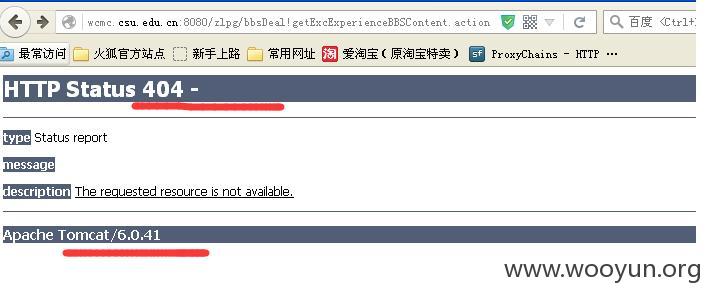 wcmc.csu.edu.cn:8080/zlpg/bbsDeal!getExcExperienceBBSContent.action
百度 <Ctrl+K>
最常访问 火狐官方站点 新手上路 常用网址 爱淘宝（原淘宝特卖） ProxyChains - HTTP ...
HTTP Status 404 -
type Status report
message
description The requested resource is not available.
Apache Tomcat/6.0.41
www.wooyun.org